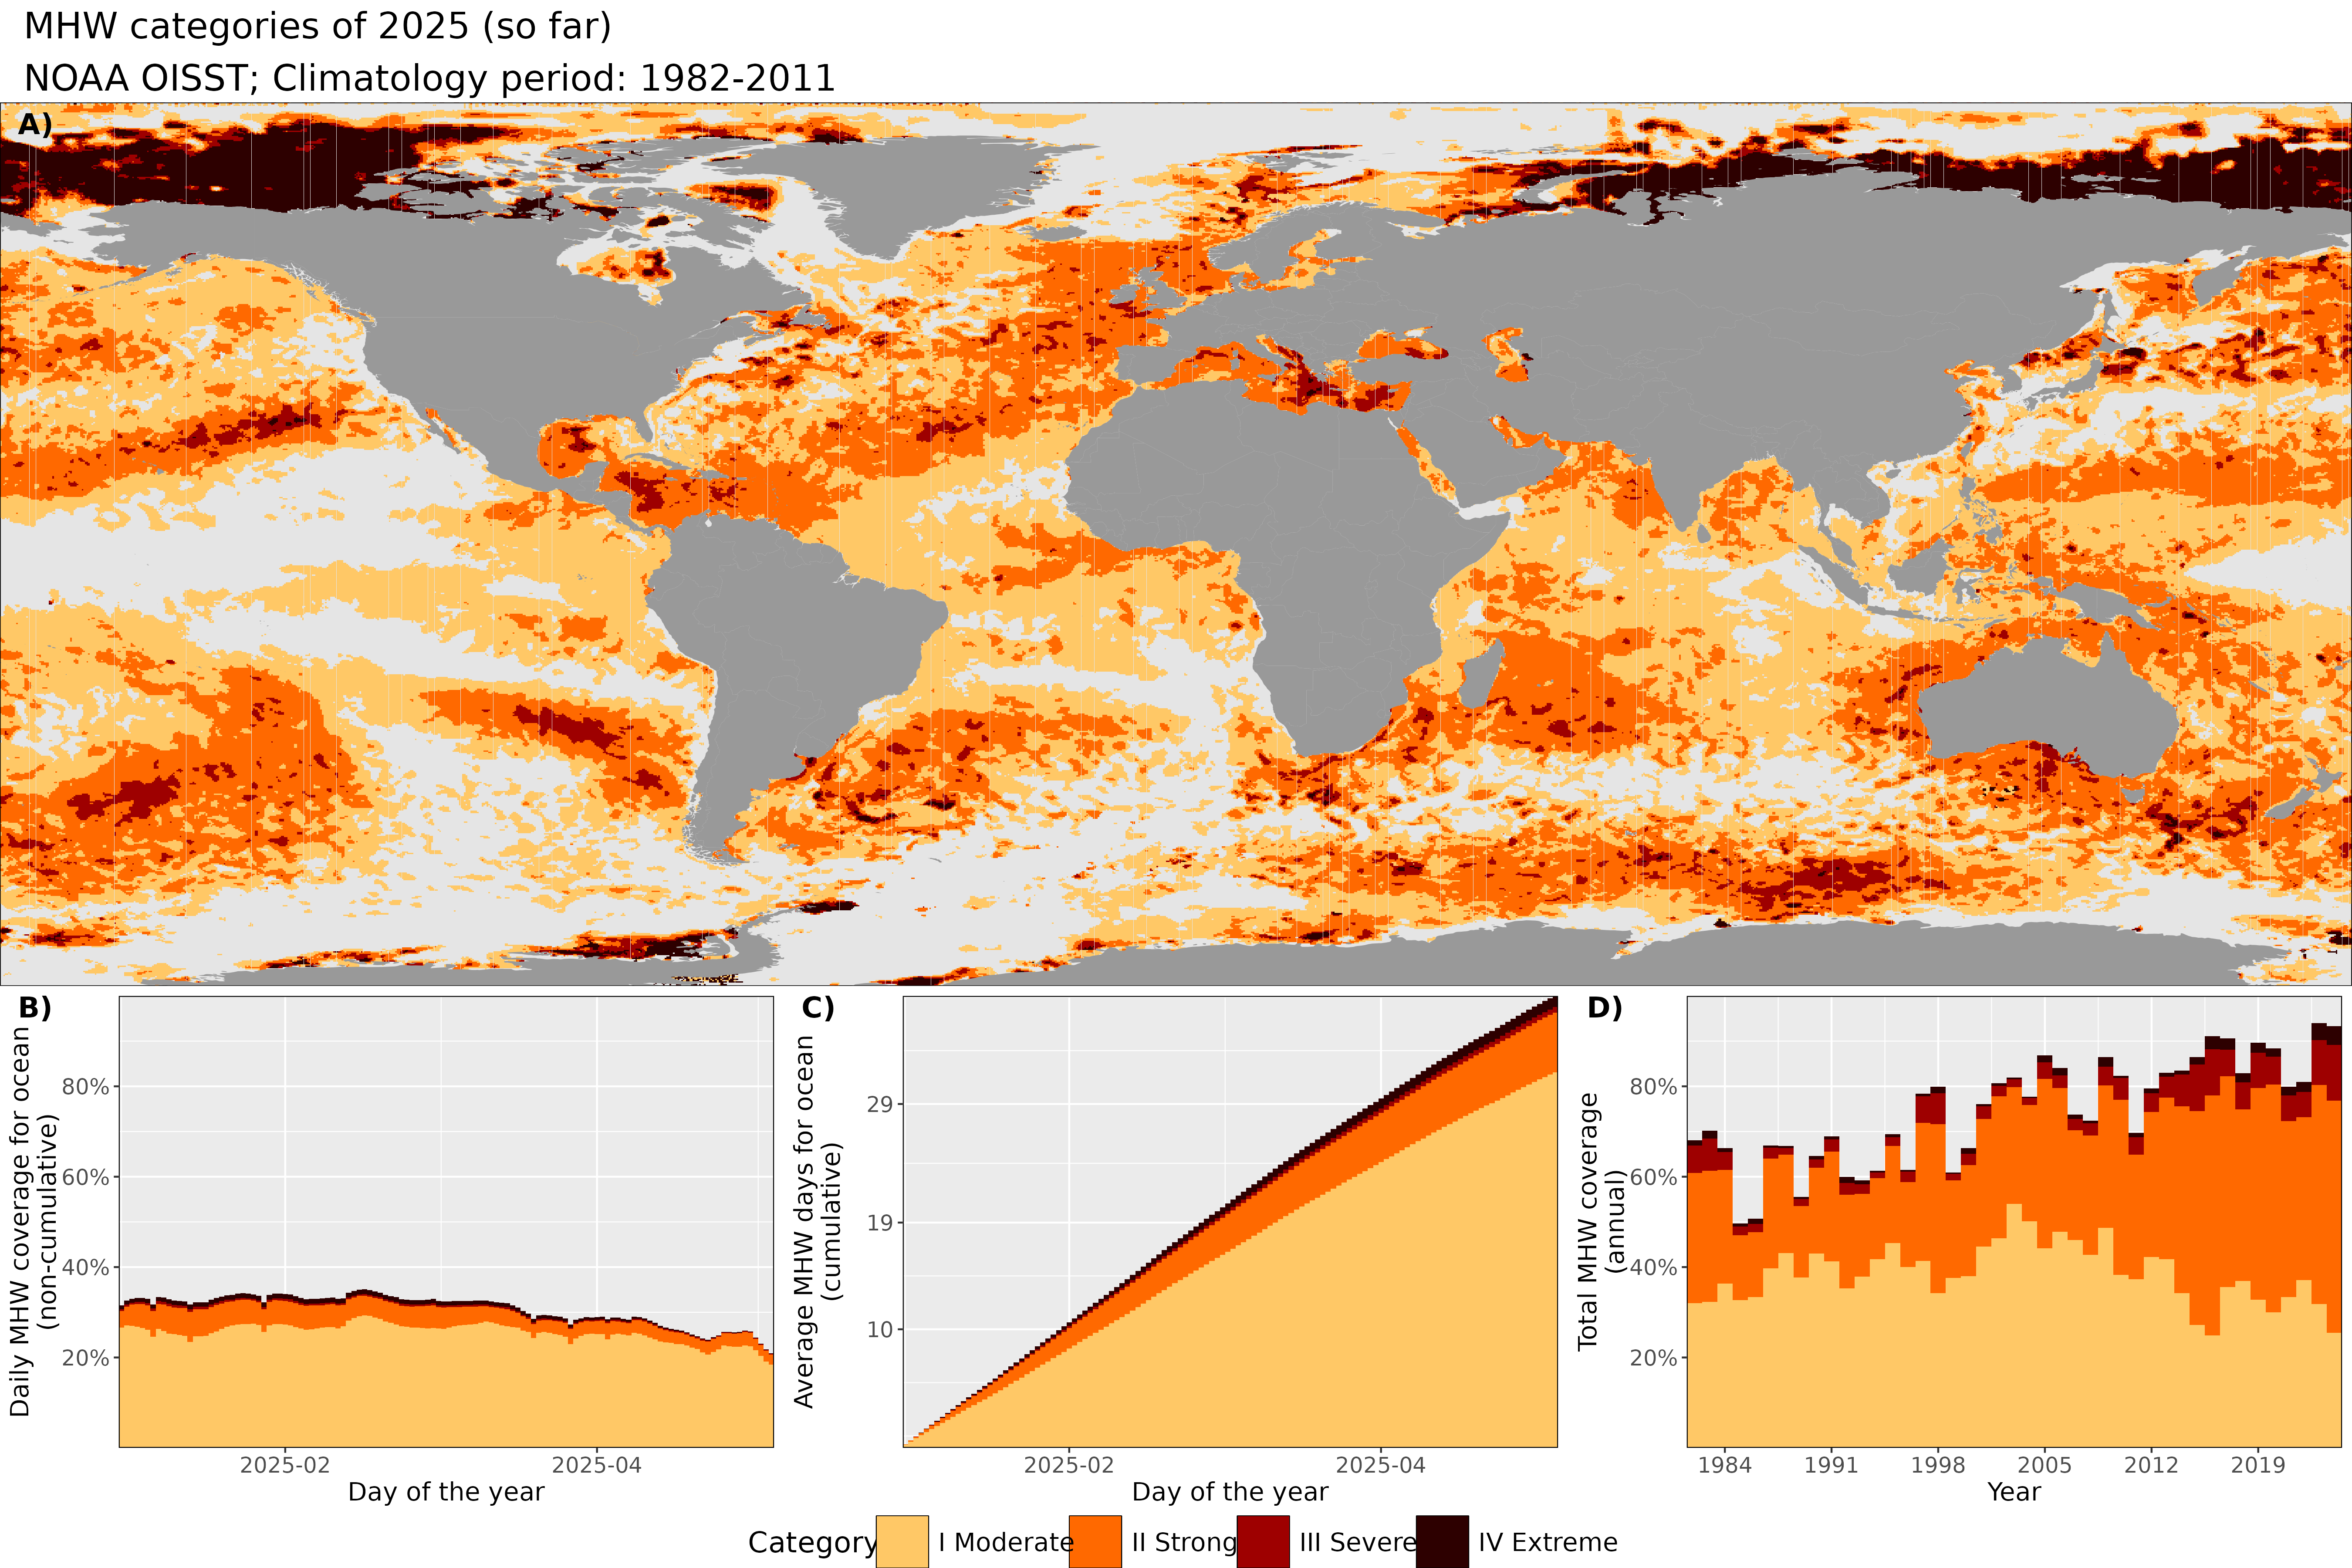 MHW categories of 2025 (so far)
NOAA OISST; Climatology period: 1982-2011
A)
B)
Daily MHW coverage for ocean
(non-cumulative)
80%
60%
40%
20%
2025-02
2025-04
Day of the year
C)
Average MHW days for ocean
(cumulative)
29
19
10
2025-02
2025-04
Day of the year
D)
Total MHW coverage
(annual)
80%
60%
40%
20%
1984
1991
1998
2005
2012
2019
Year
Category
I Moderate
II Strong
III Severe
IV Extreme